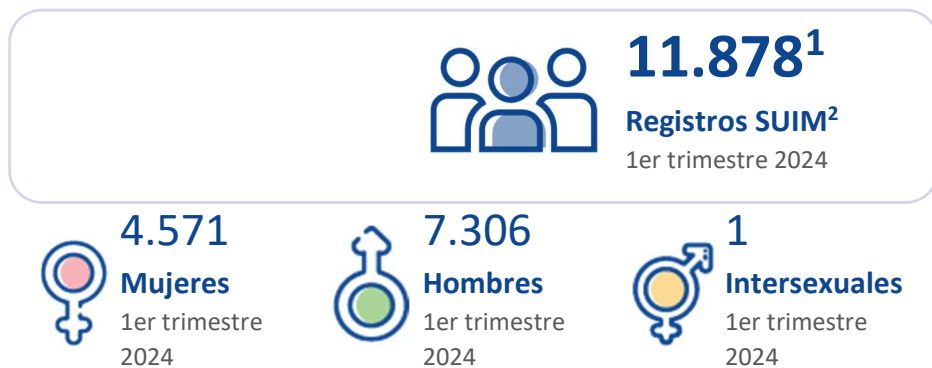 11.878¹
Registros SUIM²
1er trimestre 2024
4.571
Mujeres
1er trimestre
2024
7.306
Hombres
1er trimestre
2024
1
Intersexuales
1er trimestre
2024